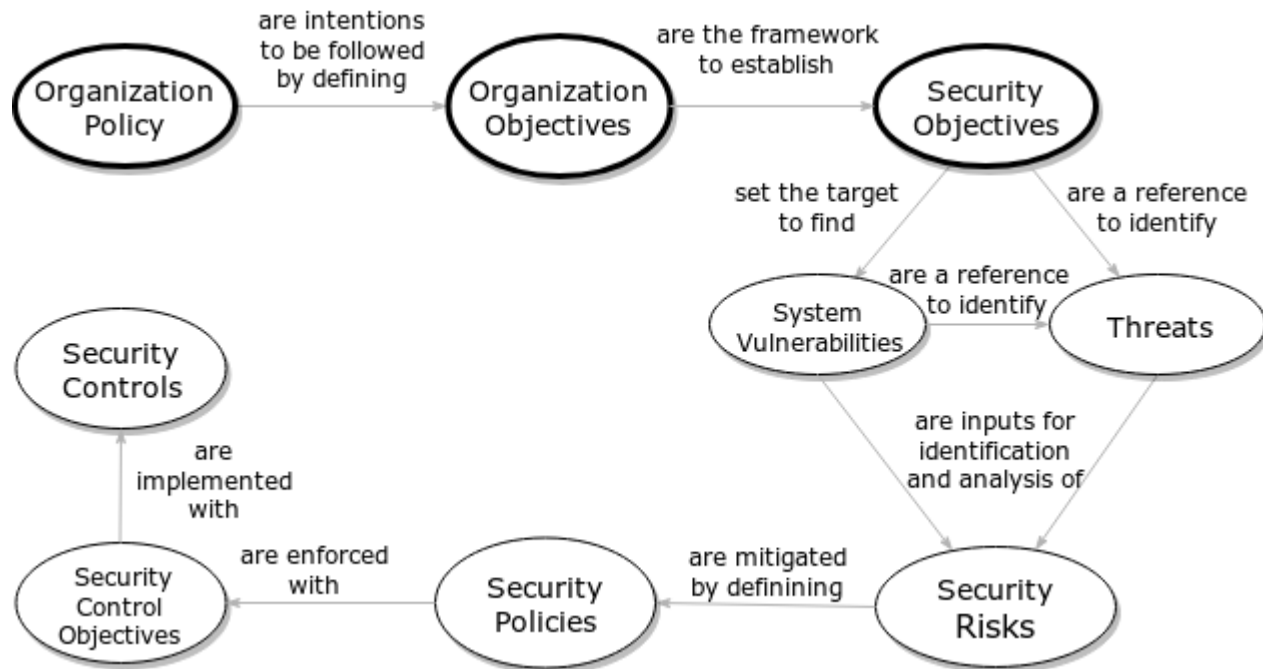 Organization
Policy
are intentions
to be followed
by defining
Organization
Objectives
are the framework
to establish
Security
Objectives
set the target
to find
are a reference
to identify
System
Vulnerabilities
are a reference
to identify
Threats
are inputs for
identification
and analysis of
Security
Risks
are mitigated
by definining
Security
Policies
are enforced
with
Security
Control
Objectives
are
implemented
with
Security
Controls